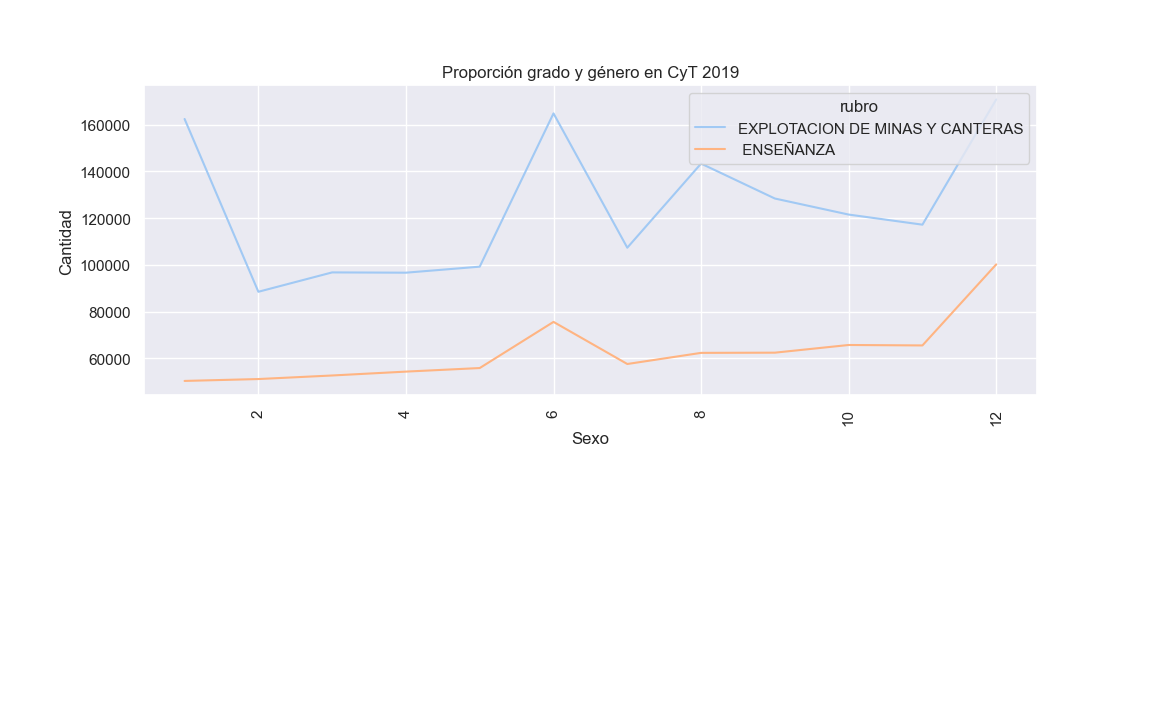 Proporción grado y género en CyT 2019
rubro
EXPLOTACION DE MINAS Y CANTERAS
ENSEÑANZA
Cantidad
160000
140000
120000
100000
80000
60000
2
4
6
8
10
12
Sexo